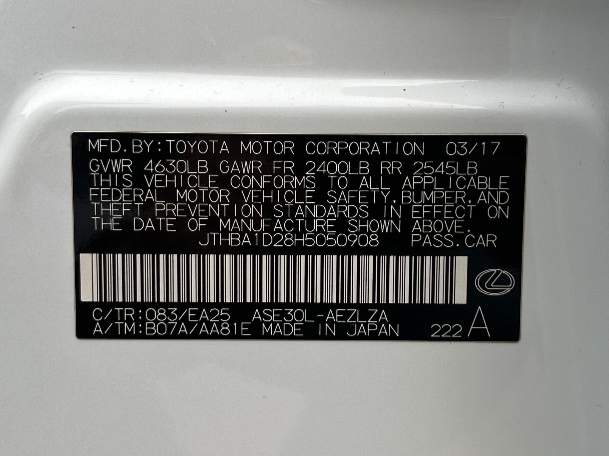 MFD.BY:TOYOTA MOTOR CORPORATION 03/17
GVWR 4630LB GAWR FR 2400LB RR 2545LB
THIS VEHICLE CONFORMS TO ALL APPLICABLE
FEDERAL MOTOR VEHICLE SAFETY,BUMPER,AND
THEFT PREVENTION STANDARDS IN EFFECT ON
THE DATE OF MANUFACTURE SHOWN ABOVE.
JTHBA1D28H5050908 PASS.CAR
C/TR:083/EA25 ASE30L-AEZLZA
A/TM:B07A/AA81E MADE IN JAPAN 222 A